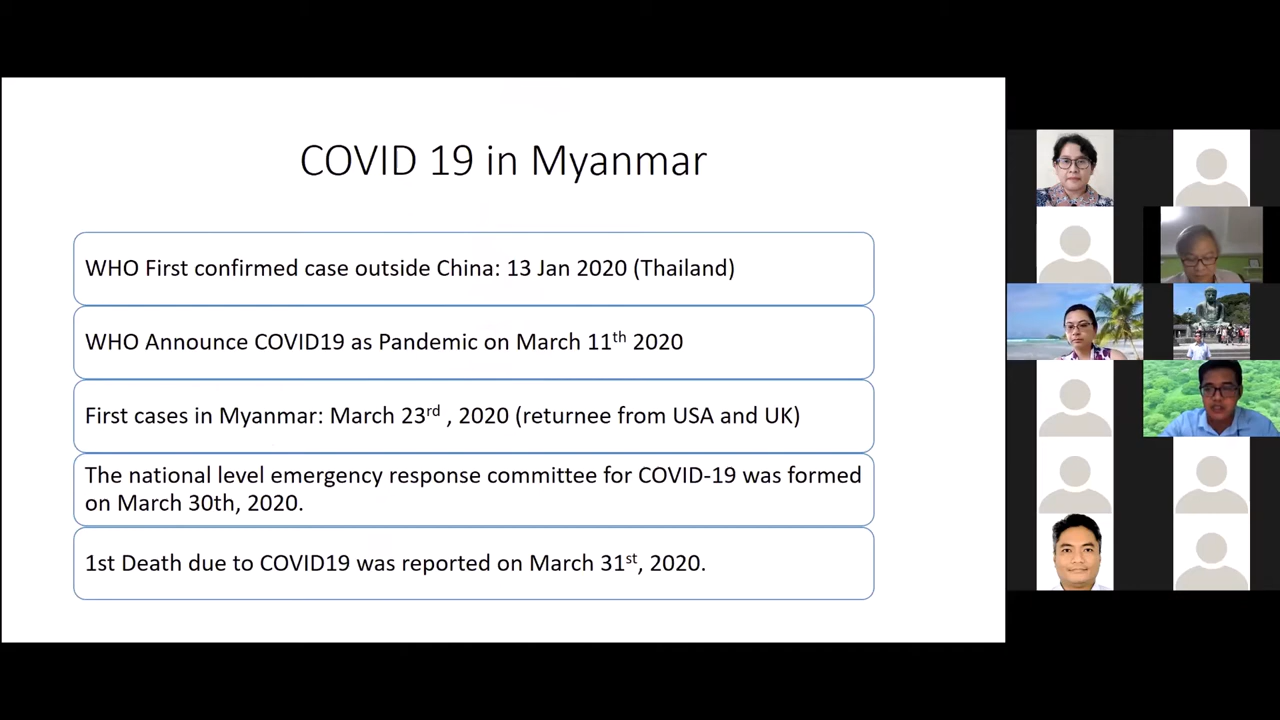 COVID 19 in Myanmar
WHO First confirmed case outside China: 13 Jan 2020 (Thailand)
WHO Announce COVID19 as Pandemic on March 11th 2020
First cases in Myanmar: March 23rd , 2020 (returnee from USA and UK)
The national level emergency response committee for COVID-19 was formed
on March 30th, 2020.
1st Death due to COVID19 was reported on March 31st, 2020.